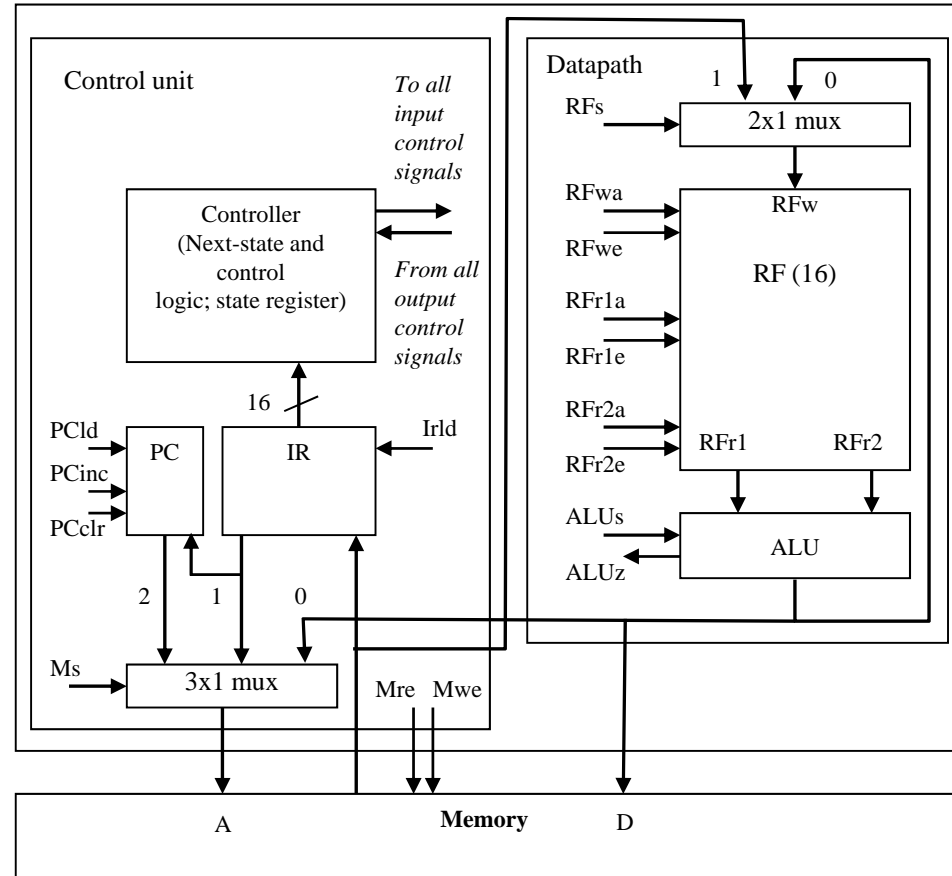 Control unit
To all
input
control
signals
Controller
(Next-state and
control
logic; state register)
From all
output
control
signals
16
PCld
PC
IR
Irld
PCinc
PCclr
2
1
0
Ms
3x1 mux
Mre
Mwe
Datapath
1
0
RFs
2x1 mux
RFwa
RFw
RFwe
RF (16)
RFr1a
RFr1e
RFr2a
RFr1
RFr2
RFr2e
ALUs
ALU
ALUz
A
Memory
D